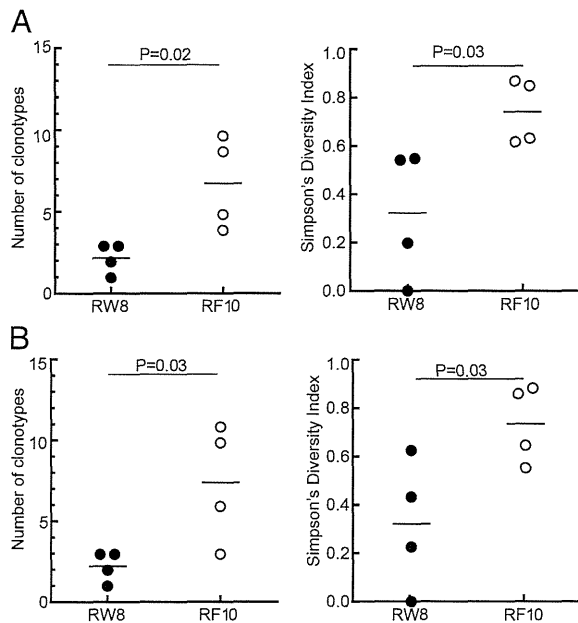 A
15
10
5
0
Number of clonotypes
P=0.02
RW8
RF10
1.0
0.8
0.6
0.4
0.2
0.0
Simpson's Diversity Index
P=0.03
RW8
RF10
B
15
10
5
0
Number of clonotypes
P=0.03
RW8
RF10
1.0
0.8
0.6
0.4
0.2
0.0
Simpson's Diversity Index
P=0.03
RW8
RF10